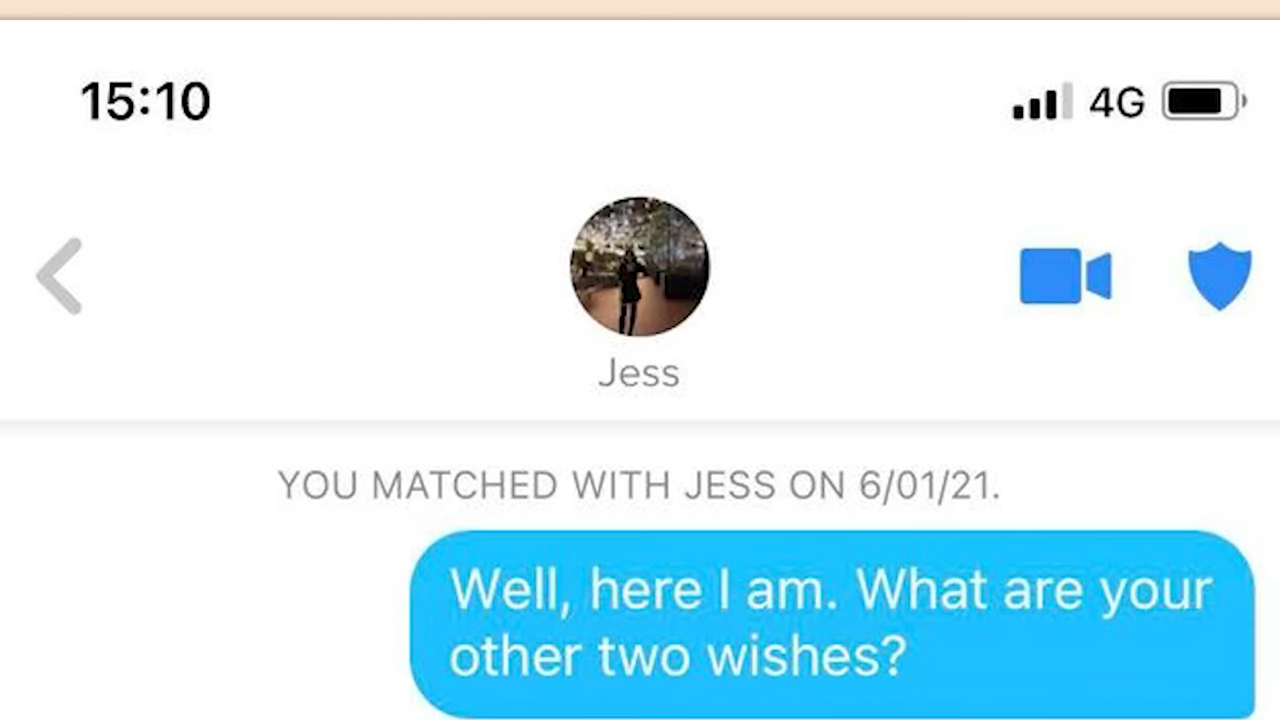 15:10 4G
Jess
YOU MATCHED WITH JESS ON 6/01/21.
Well, here I am. What are your
other two wishes?